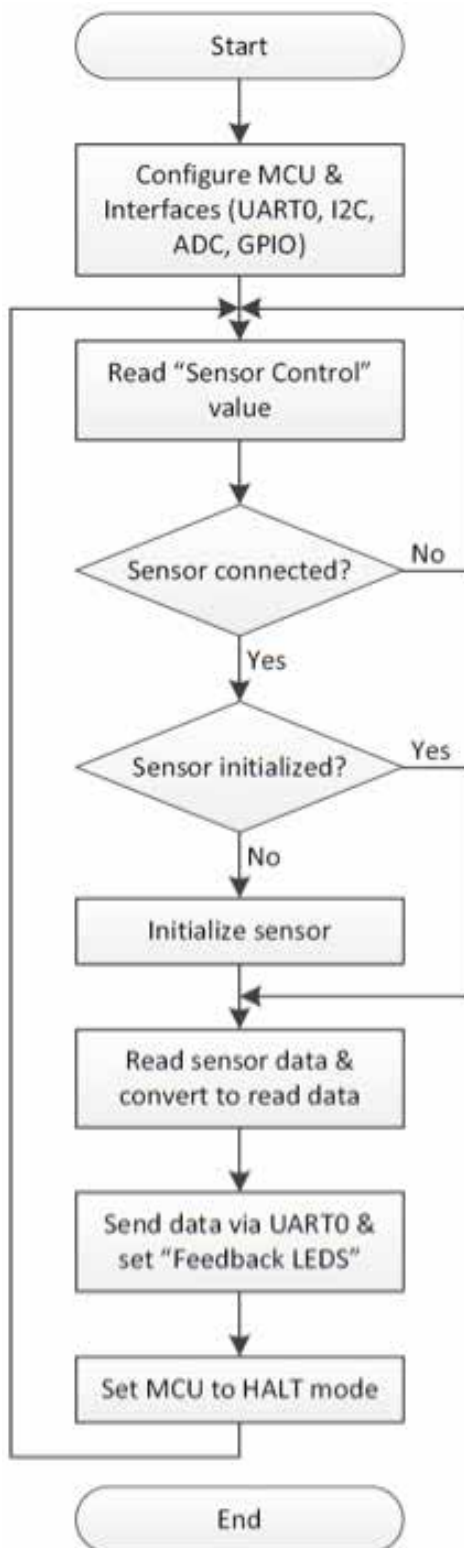 Start
Configure MCU &
Interfaces (UART0, I2C,
ADC, GPIO)
Read “Sensor Control”
value
Sensor connected?
No
Yes
Sensor initialized?
Yes
No
Initialize sensor
Read sensor data &
convert to read data
Send data via UART0 &
set “Feedback LEDS”
Set MCU to HALT mode
End